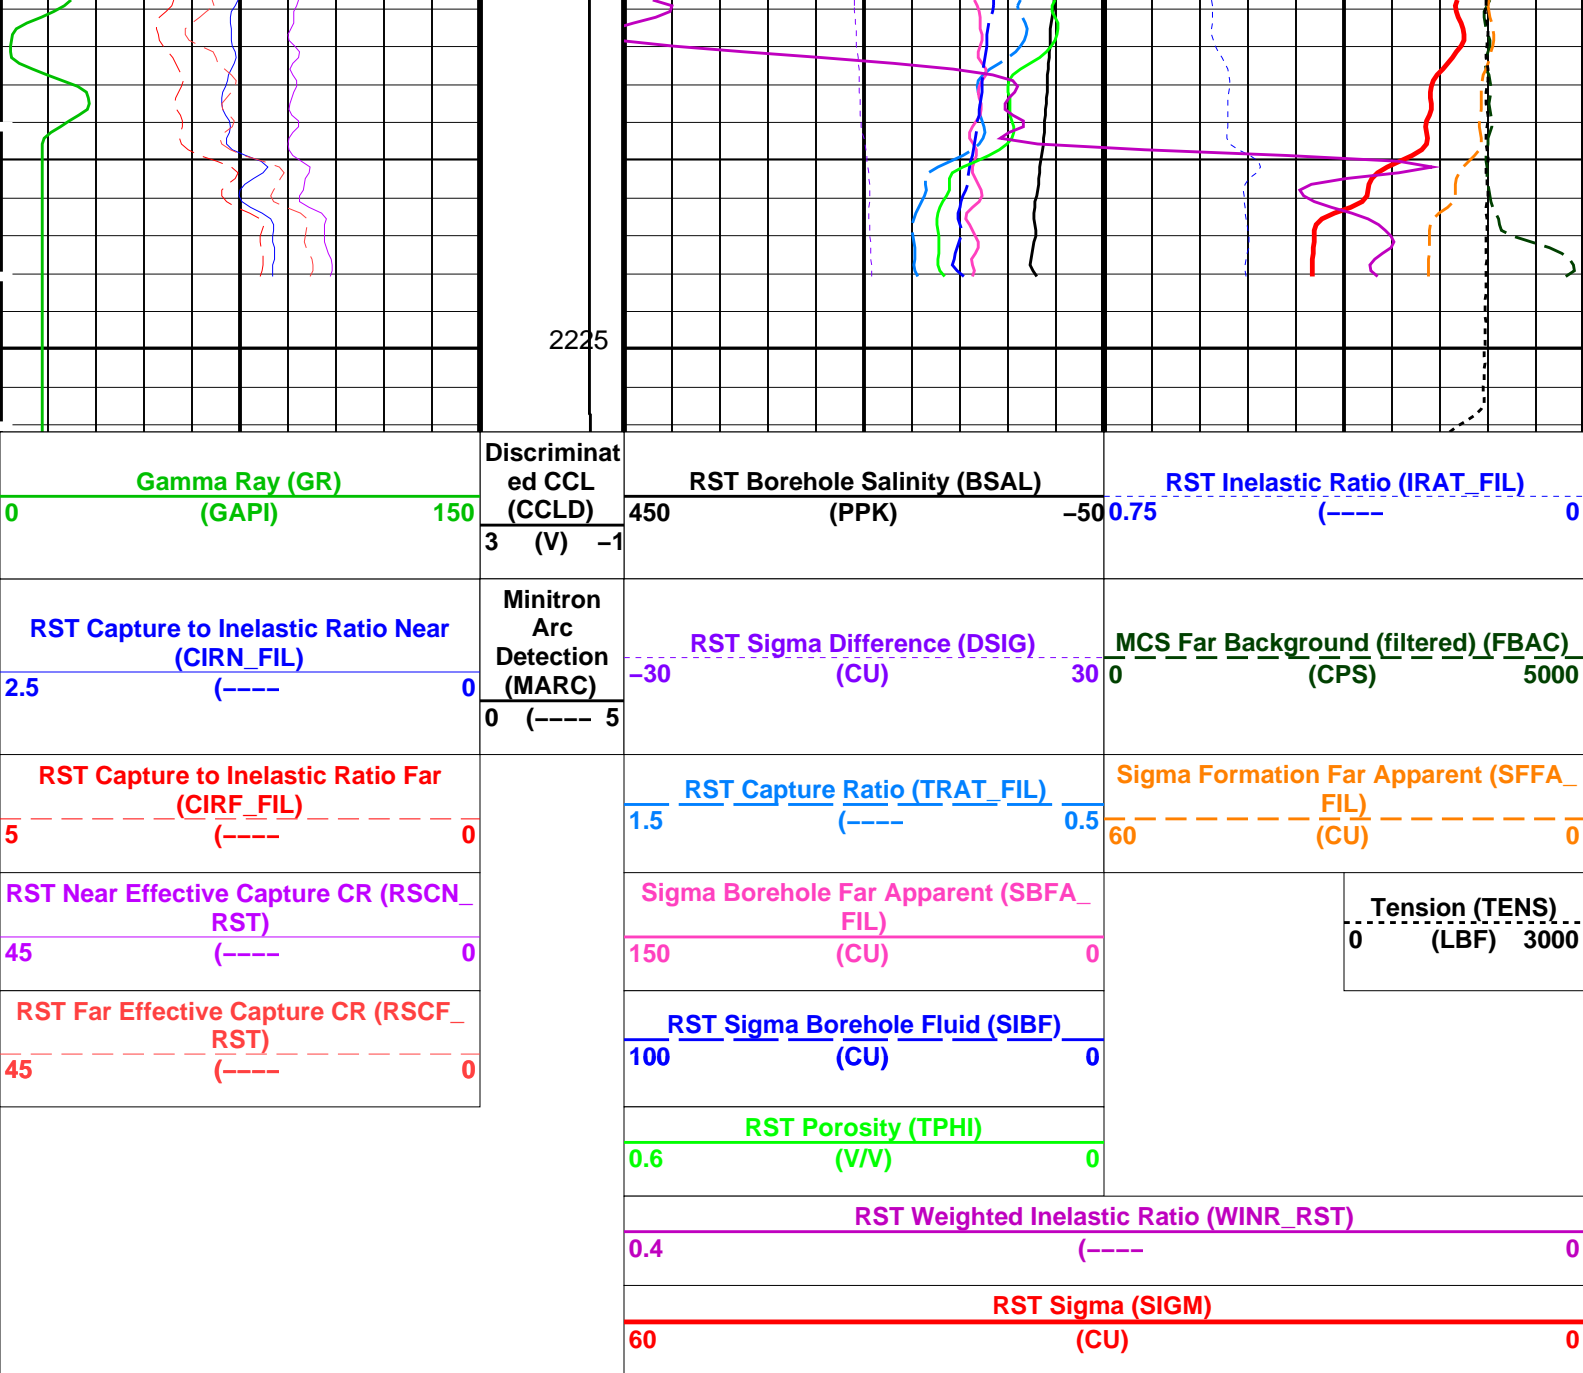 2225
Gamma Ray (GR)
0 (GAPI) 150
Discriminat
ed CCL
(CCLD)
3 (V) −1
RST Borehole Salinity (BSAL)
450 (PPK) −50
RST Inelastic Ratio (IRAT_FIL)
0.75 (−−−− 0
RST Capture to Inelastic Ratio Near
(CIRN_FIL)
2.5 (−−−− 0
Minitron
Arc
Detection
(MARC)
0 (−−−− 5
RST Sigma Difference (DSIG)
−30 (CU) 30
MCS Far Background (filtered) (FBAC)
0 (CPS) 5000
RST Capture to Inelastic Ratio Far
(CIRF_FIL)
5 (−−−− 0
RST Capture Ratio (TRAT_FIL)
1.5 (−−−− 0.5
Sigma Formation Far Apparent (SFFA_
FIL)
60 (CU) 0
RST Near Effective Capture CR (RSCN_
RST)
45 (−−−− 0
Sigma Borehole Far Apparent (SBFA_
FIL)
150 (CU) 0
Tension (TENS)
0 (LBF) 3000
RST Far Effective Capture CR (RSCF_
RST)
45 (−−−− 0
RST Sigma Borehole Fluid (SIBF)
100 (CU) 0
RST Porosity (TPHI)
0.6 (V/V) 0
RST Weighted Inelastic Ratio (WINR_RST)
0.4 (−−−− 0
RST Sigma (SIGM)
60 (CU) 0